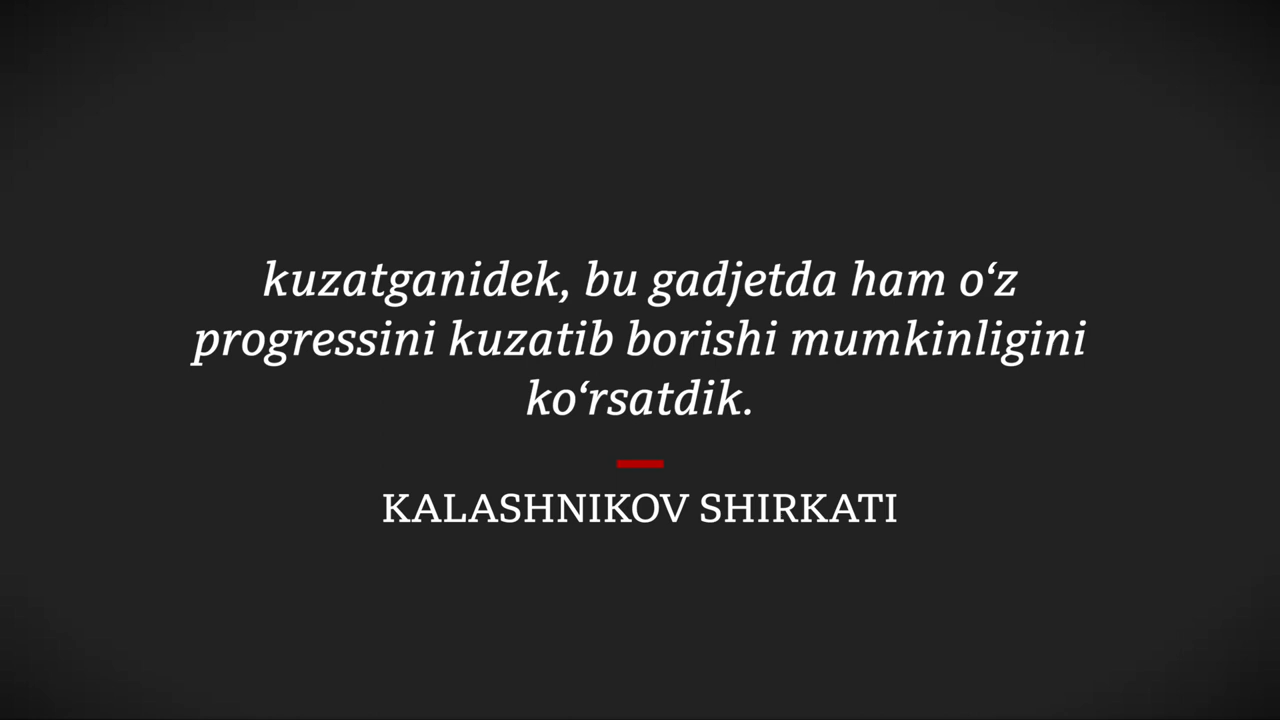 kuzatganidek, bu gadjetda ham o‘z
progressini kuzatib borishi mumkinligini
ko‘rsatdik.
KALASHNIKOV SHIRKATI